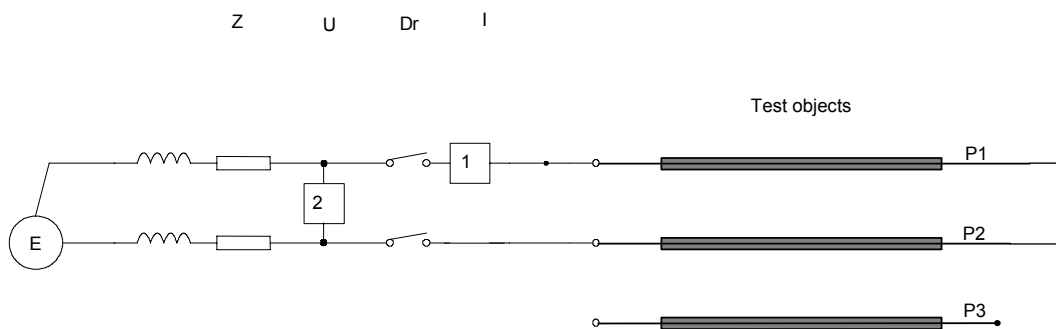 Z U Dr I
Test objects
1 P1
2
E P2
P3